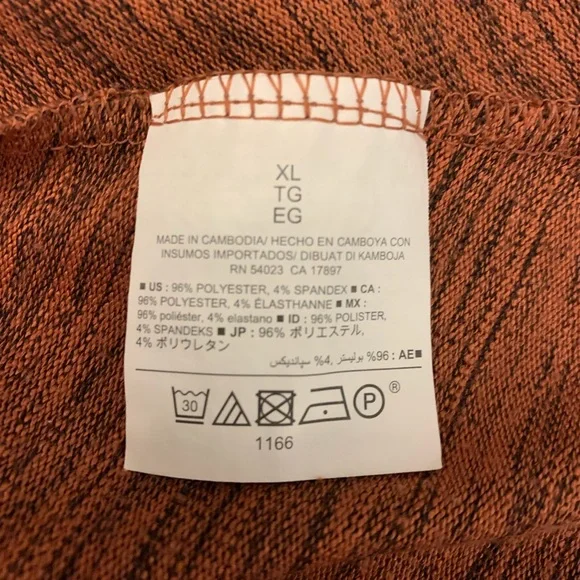 XL
TG
EG
MADE IN CAMBODIA/ HECHO EN CAMBOYA CON
INSUMOS IMPORTADOS/ DIBUAT DI KAMBOJA
RN 54023 CA 17897
■ US : 96% POLYESTER, 4% SPANDEX ■ CA :
96% POLYESTER, 4% ÉLASTHANNE ■ MX :
96% poliéster, 4% elastano ■ ID : 96% POLISTER,
4% SPANDEKS ■ JP : 96% ポリエステル,
4% ポリウレタン
■AE : 96% بوليستر ,4% سپانديكس
30 P ®
1166